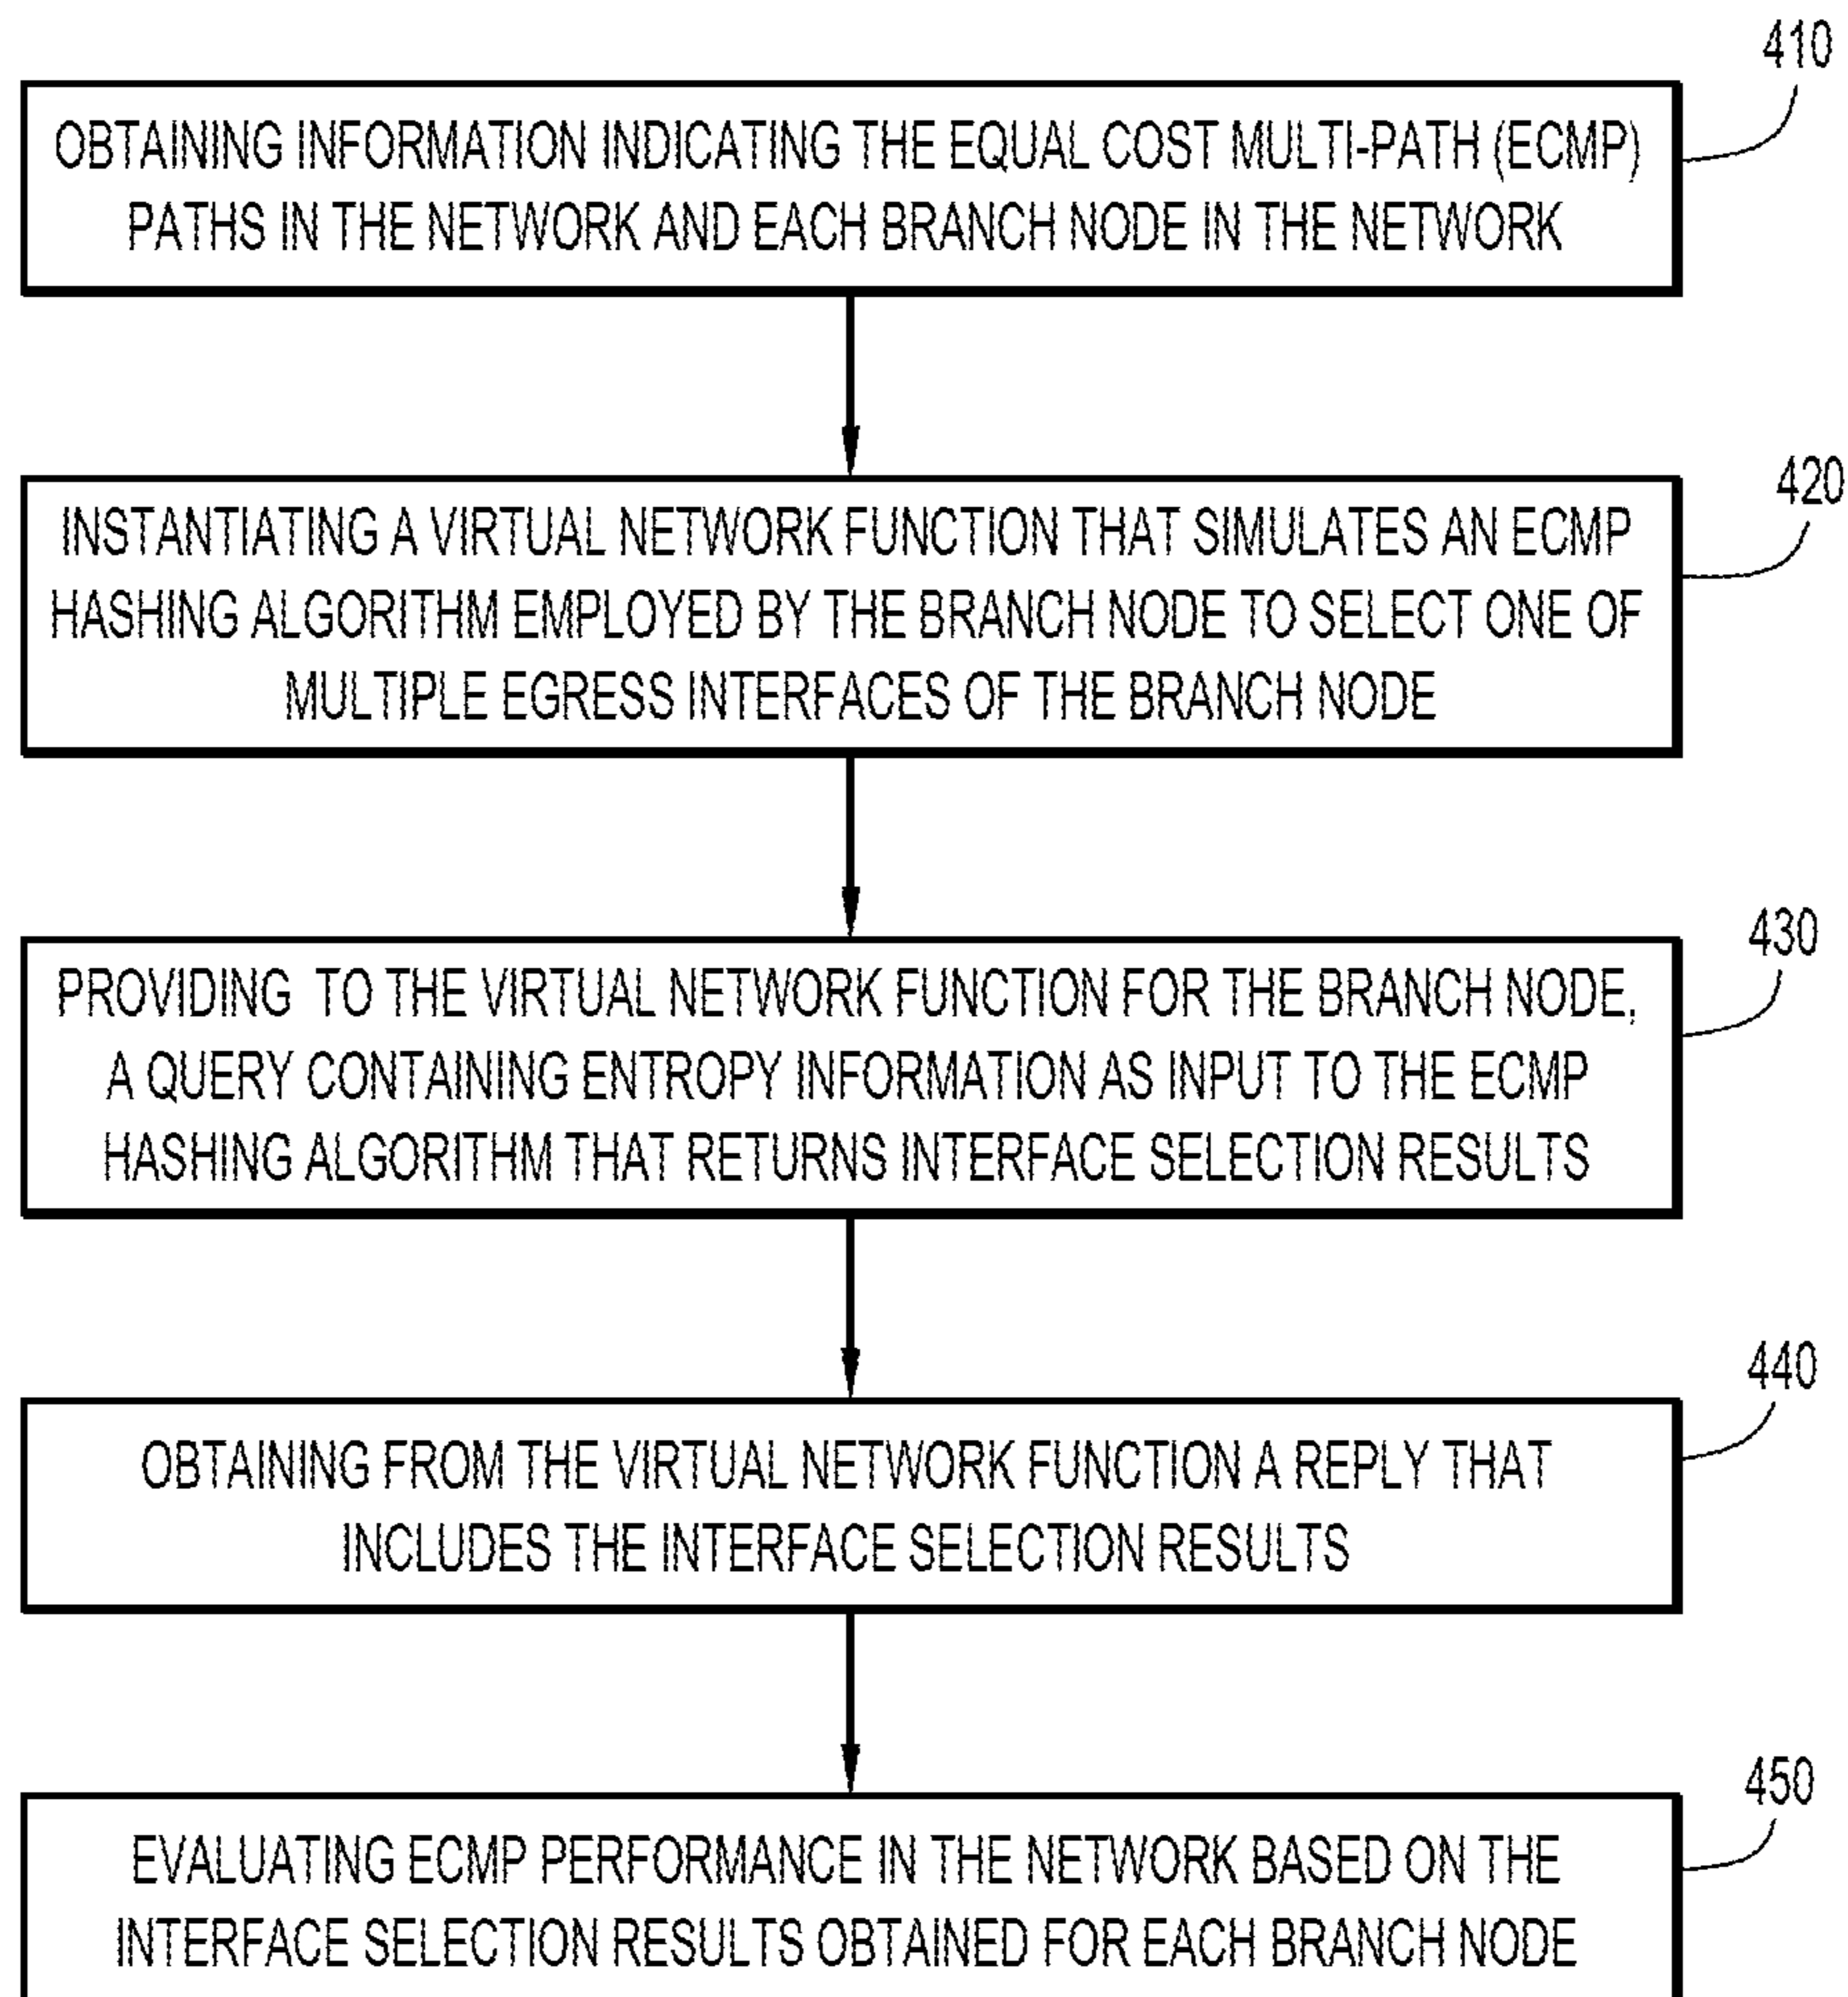 410
OBTAINING INFORMATION INDICATING THE EQUAL COST MULTI-PATH (ECMP)
PATHS IN THE NETWORK AND EACH BRANCH NODE IN THE NETWORK
420
INSTANTIATING A VIRTUAL NETWORK FUNCTION THAT SIMULATES AN ECMP
HASHING ALGORITHM EMPLOYED BY THE BRANCH NODE TO SELECT ONE OF
MULTIPLE EGRESS INTERFACES OF THE BRANCH NODE
430
PROVIDING TO THE VIRTUAL NETWORK FUNCTION FOR THE BRANCH NODE,
A QUERY CONTAINING ENTROPY INFORMATION AS INPUT TO THE ECMP
HASHING ALGORITHM THAT RETURNS INTERFACE SELECTION RESULTS
440
OBTAINING FROM THE VIRTUAL NETWORK FUNCTION A REPLY THAT
INCLUDES THE INTERFACE SELECTION RESULTS
450
EVALUATING ECMP PERFORMANCE IN THE NETWORK BASED ON THE
INTERFACE SELECTION RESULTS OBTAINED FOR EACH BRANCH NODE